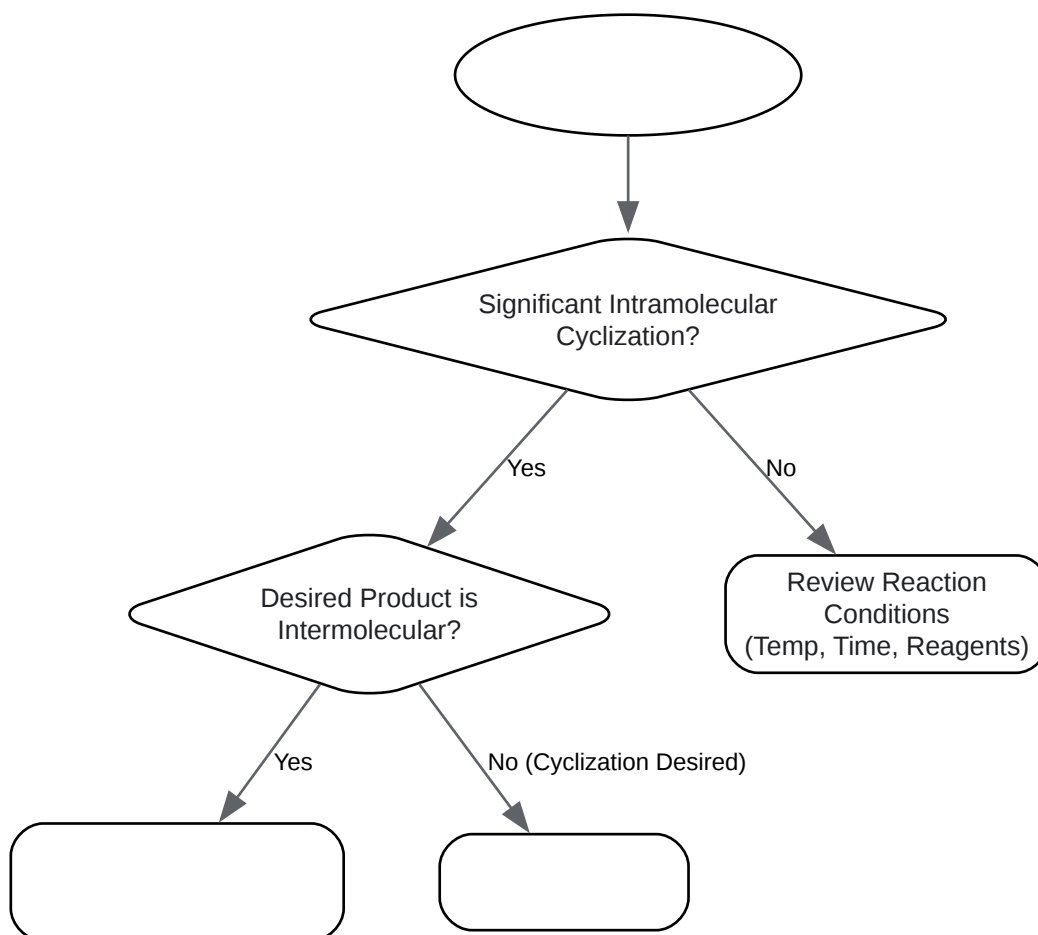 Significant Intramolecular
Cyclization?
Yes
No
Desired Product is
Intermolecular?
Review Reaction
Conditions
(Temp, Time, Reagents)
Yes
No (Cyclization Desired)